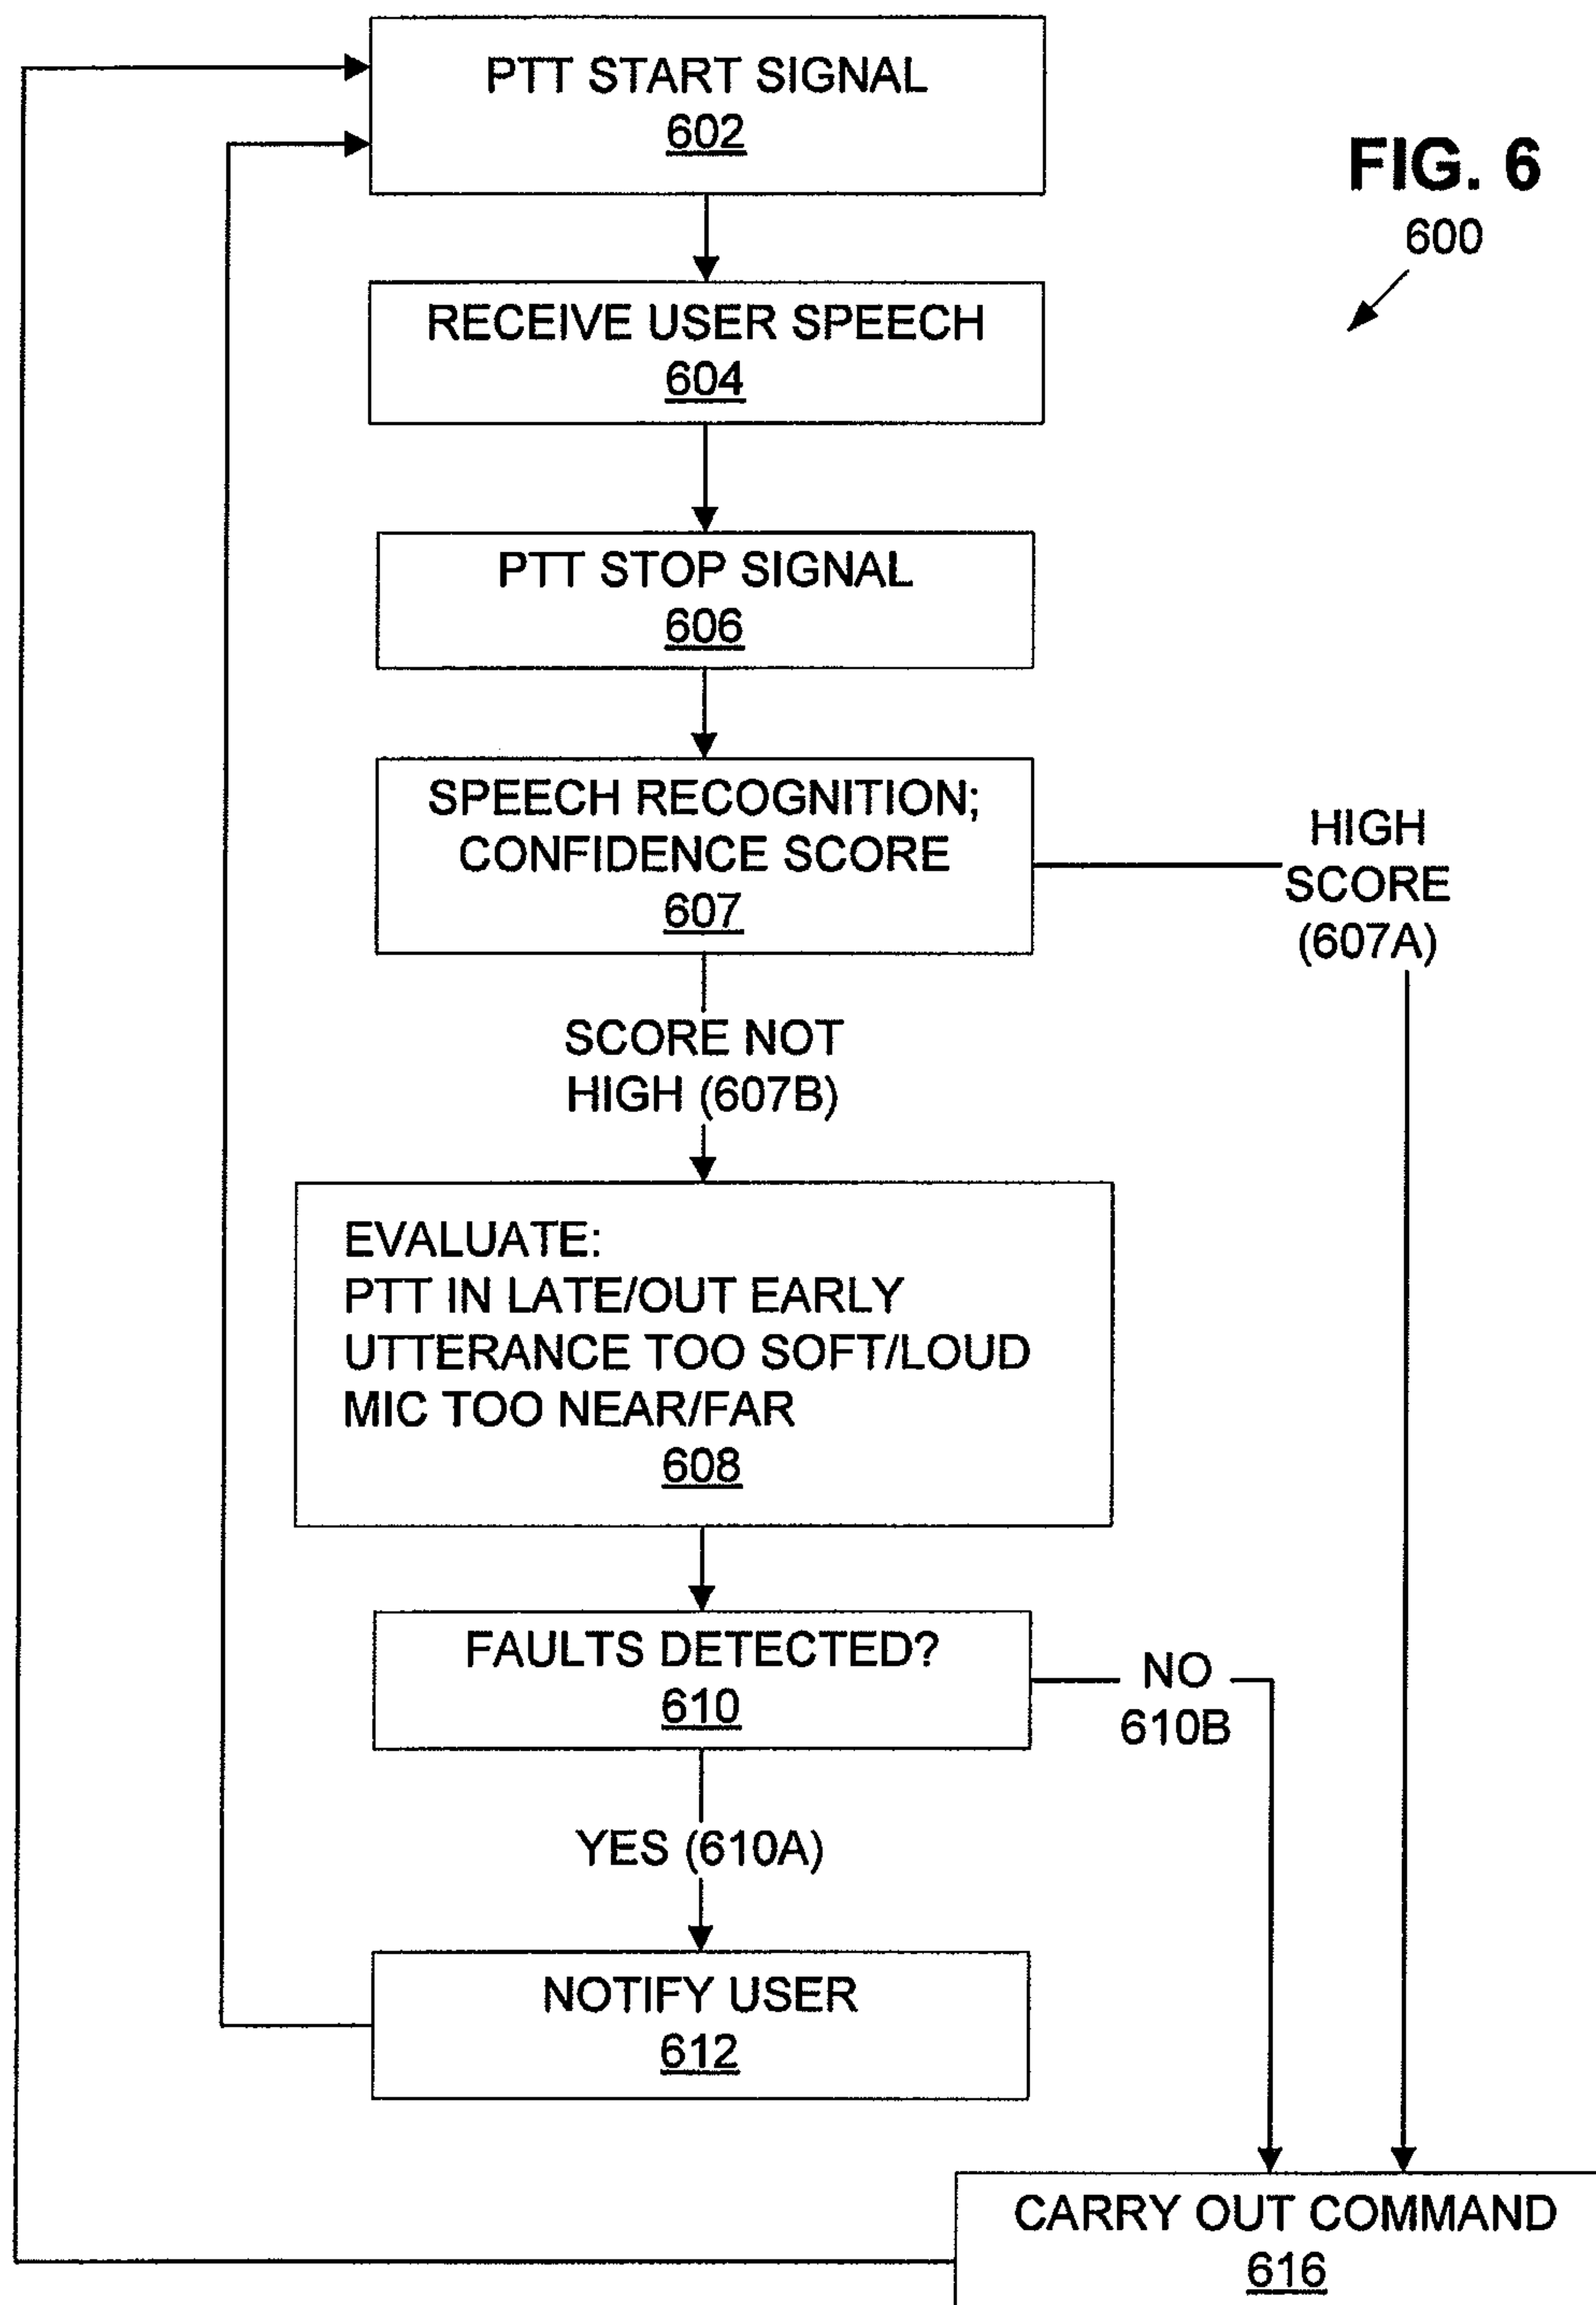 PTT START SIGNAL
602
FIG. 6
600
RECEIVE USER SPEECH
604
PTT STOP SIGNAL
606
SPEECH RECOGNITION;
CONFIDENCE SCORE
607
HIGH
SCORE
(607A)
SCORE NOT
HIGH (607B)
EVALUATE:
PTT IN LATE/OUT EARLY
UTTERANCE TOO SOFT/LOUD
MIC TOO NEAR/FAR
608
FAULTS DETECTED?
610
NO
610B
YES (610A)
NOTIFY USER
612
CARRY OUT COMMAND
616